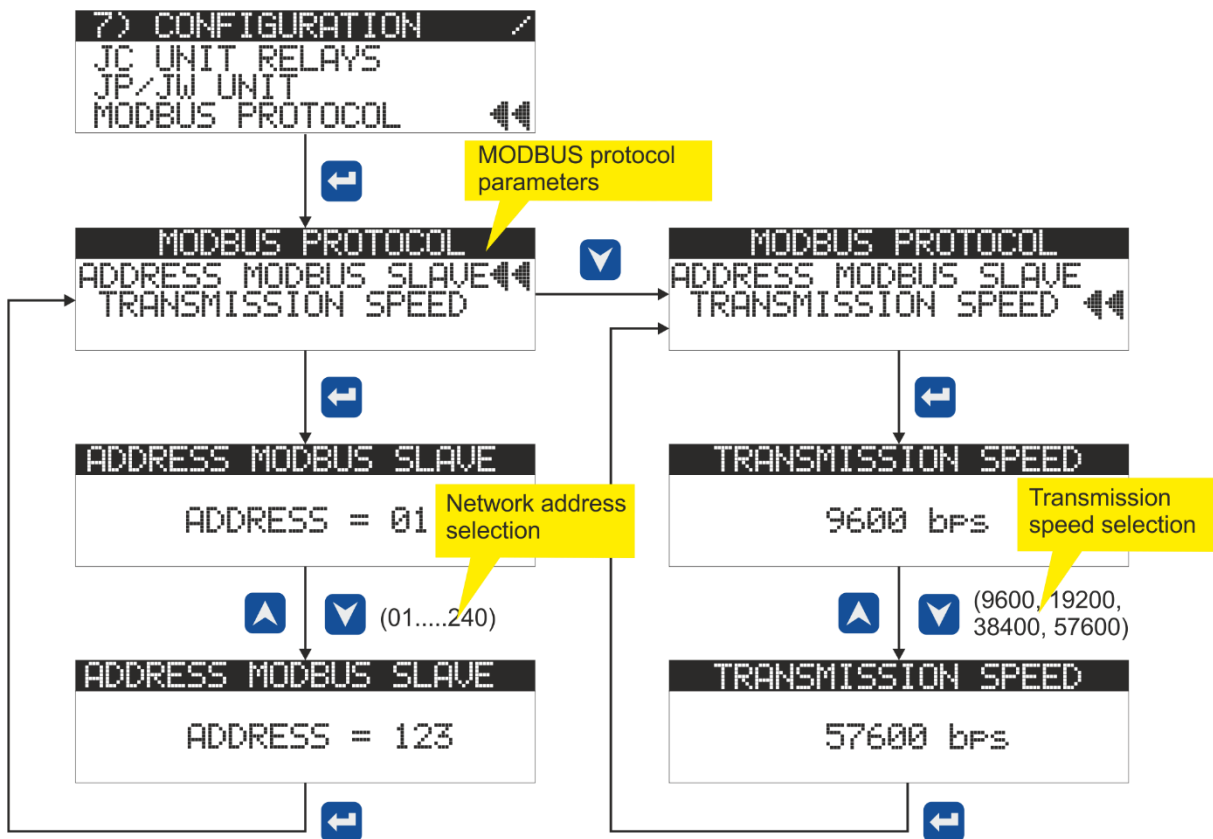 7) CONFIGURATION /
JC UNIT RELAYS
JP/JW UNIT
MODBUS PROTOCOL
MODBUS protocol
parameters
MODBUS PROTOCOL
ADDRESS MODBUS SLAVE
TRANSMISSION SPEED
MODBUS PROTOCOL
ADDRESS MODBUS SLAVE
TRANSMISSION SPEED
ADDRESS MODBUS SLAVE
ADDRESS = 01
Network address
selection
(01.....240)
ADDRESS MODBUS SLAVE
ADDRESS = 123
TRANSMISSION SPEED
9600 bps
Transmission
speed selection
(9600, 19200,
38400, 57600)
TRANSMISSION SPEED
57600 bps